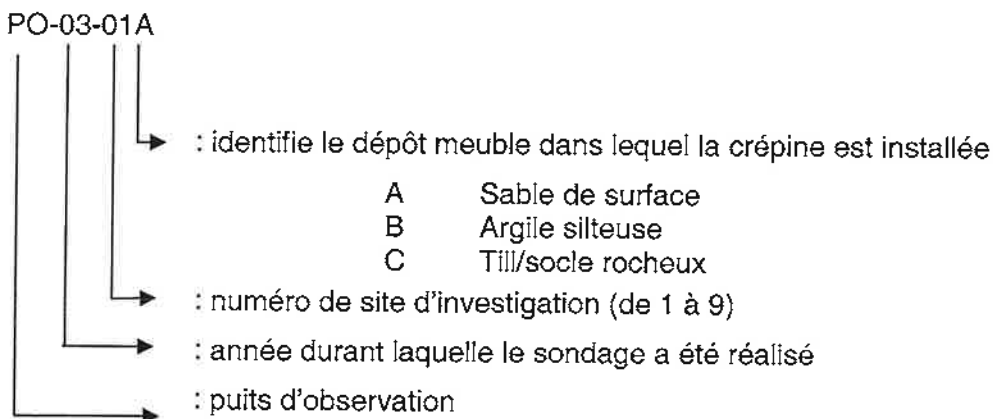 PO-03-01A
: identifie le dépôt meuble dans lequel la crépine est installée
A Sable de surface
B Argile silteuse
C Till/socle rocheux
: numéro de site d'investigation (de 1 à 9)
: année durant laquelle le sondage a été réalisé
: puits d'observation